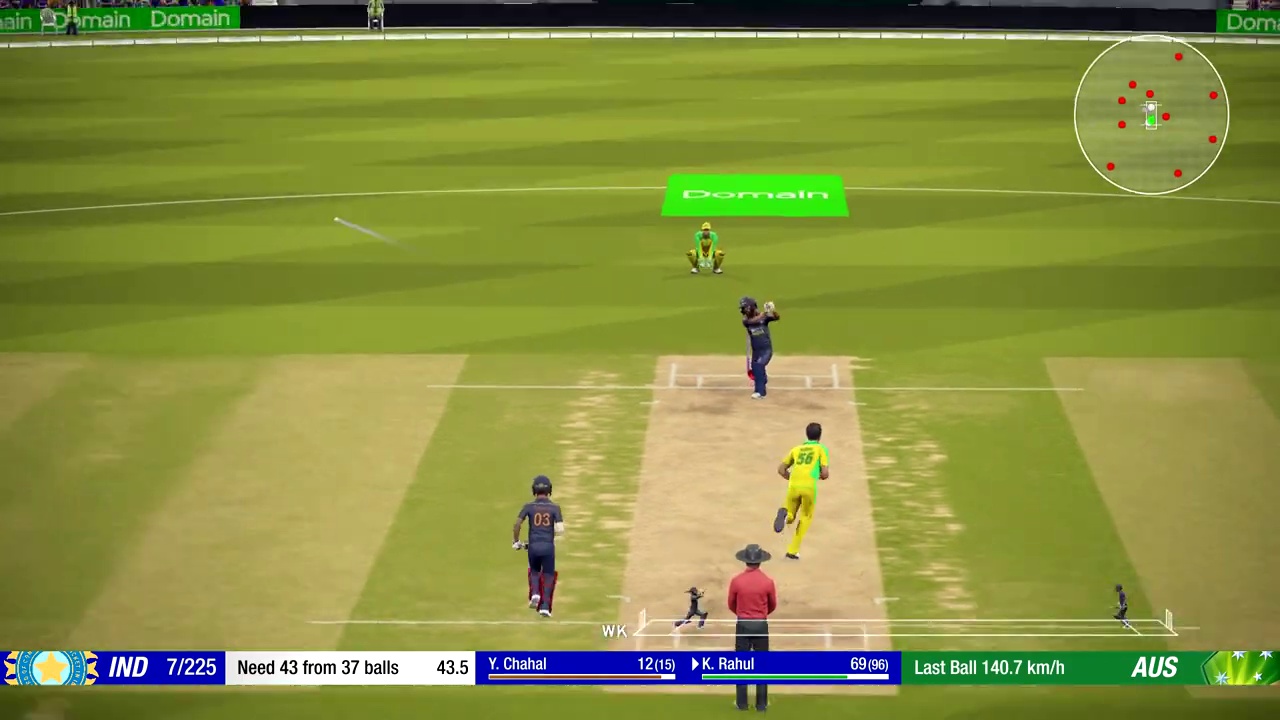 ain Domain Domain
Dom
Domain
56
03
WK
IND 7/225 Need 43 from 37 balls 43.5 Y. Chahal 12(15) K. Rahul 69(96) Last Ball 140.7 km/h AUS